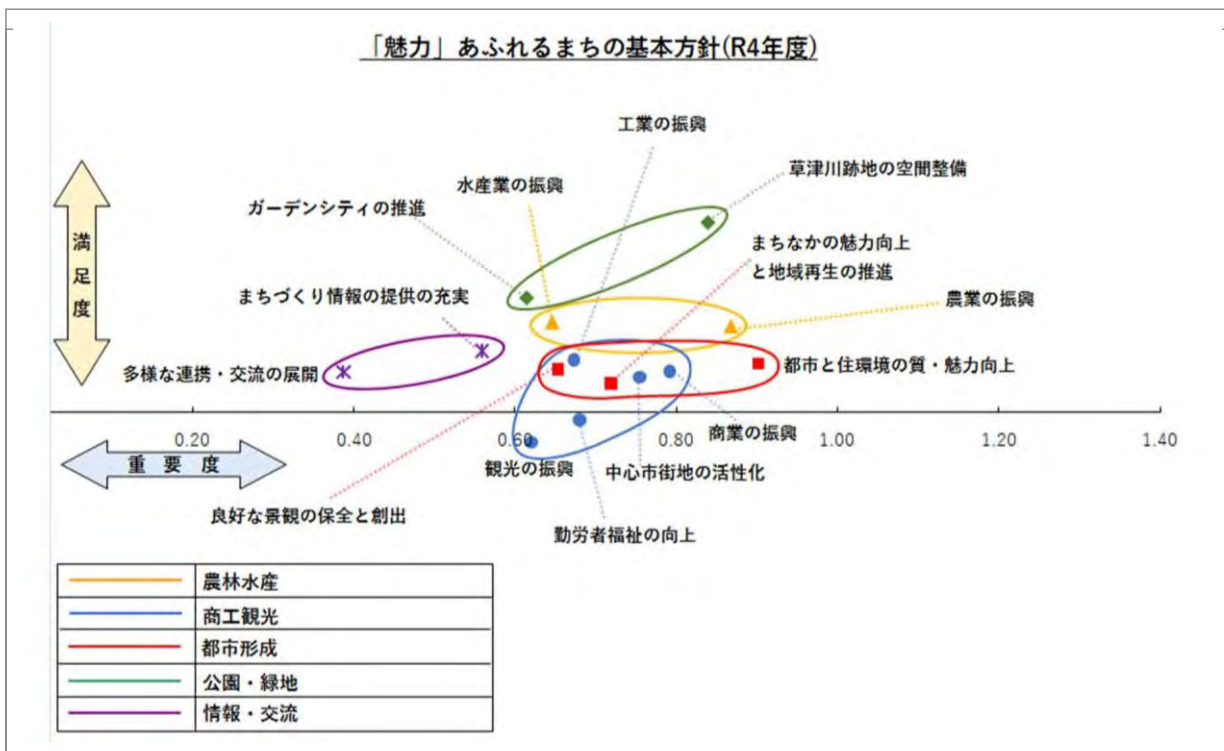 「魅力」あふれるまちの基本方針(R4年度)
工業の振興
草津川跡地の空間整備
水産業の振興
ガーデンシティの推進
まちなかの魅力向上
と地域再生の推進
満足度
まちづくり情報の提供の充実
農業の振興
多様な連携・交流の展開
都市と住環境の質・魅力向上
0.20
0.40
0.60
0.80
1.00
1.20
1.40
重要度
観光の振興
商業の振興
中心市街地の活性化
良好な景観の保全と創出
勤労者福祉の向上
農林水産
商工観光
都市形成
公園・緑地
情報・交流